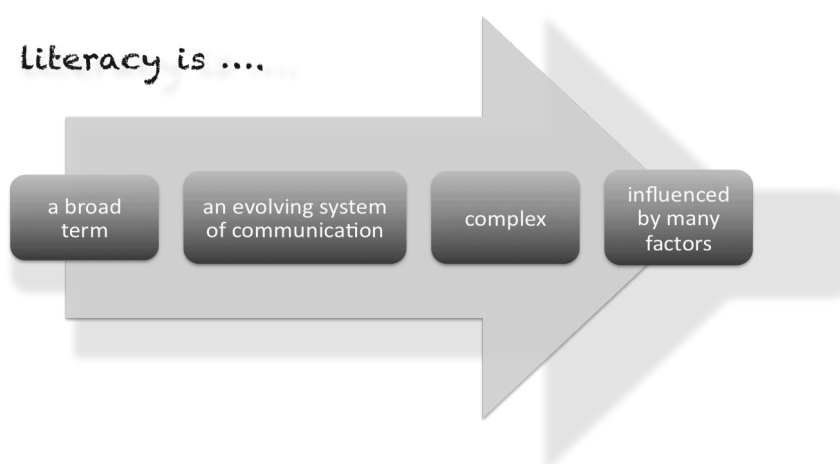 literacy is ....
a broad
term
an evolving system
of communication
complex
influenced
by many
factors